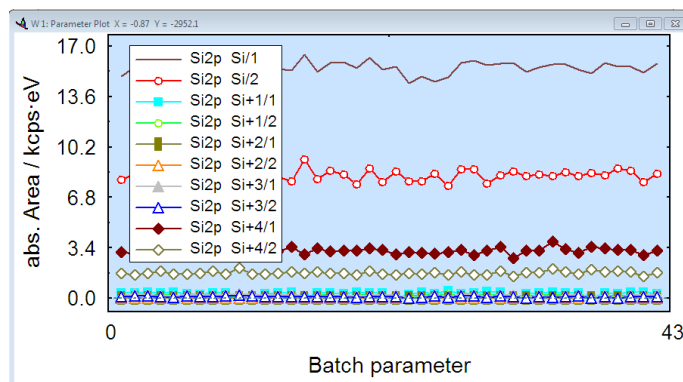 W 1: Parameter Plot X = -0.87 Y = -2952.1
abs. Area / kcps·eV
17.0
13.6
10.2
6.8
3.4
0.0
Si2p Si/1
Si2p Si/2
Si2p Si+1/1
Si2p Si+1/2
Si2p Si+2/1
Si2p Si+2/2
Si2p Si+3/1
Si2p Si+3/2
Si2p Si+4/1
Si2p Si+4/2
0
43
Batch parameter